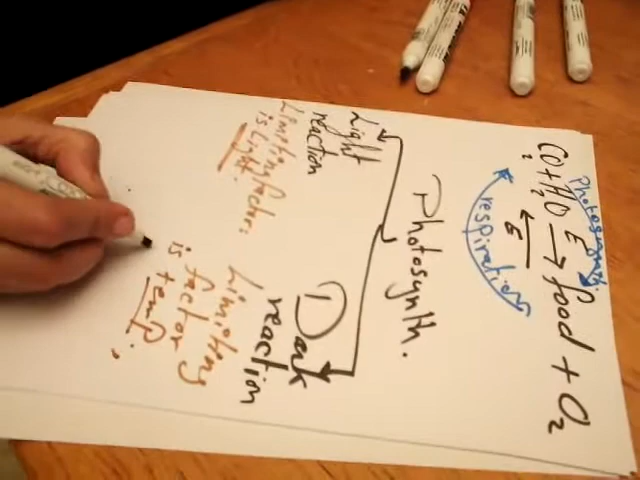 Photosynth.
CO2 + H2O E → food + O2
E
respiration
Photosynth.
Light
reaction
Limiting factor
is Light.
Dark
reaction
Limiting
factor
is temp.